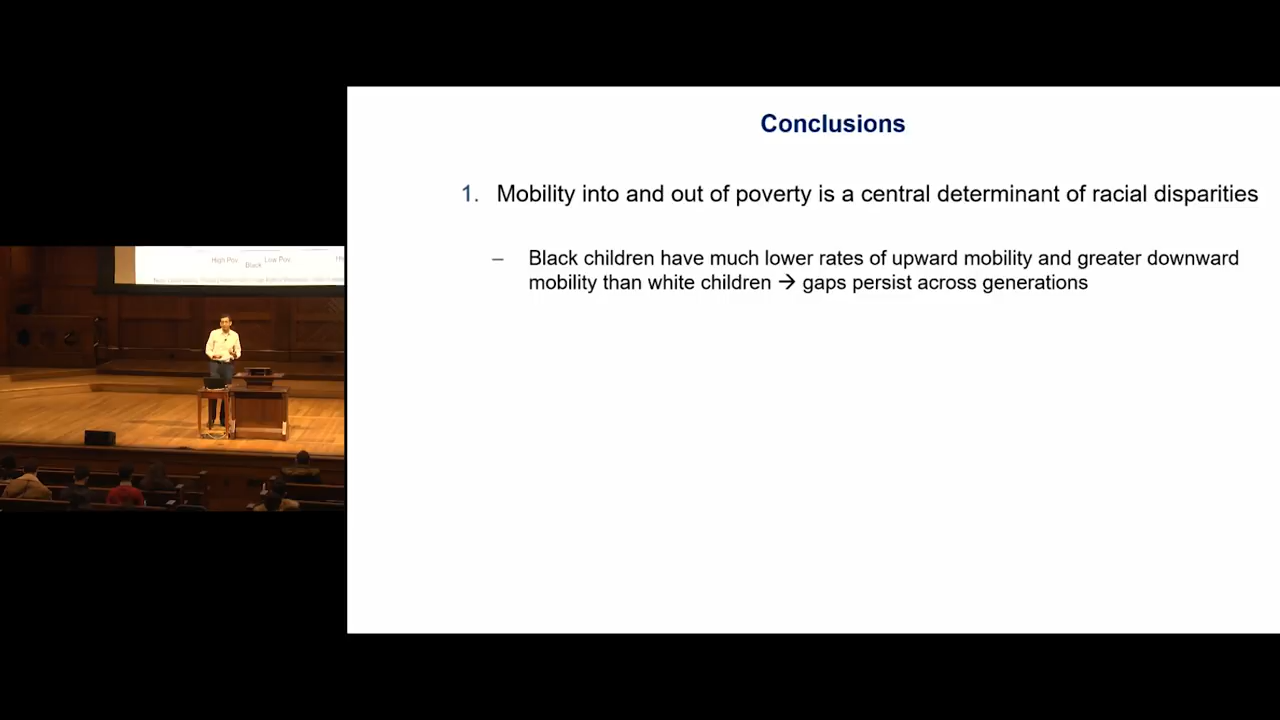 Conclusions
1. Mobility into and out of poverty is a central determinant of racial disparities
– Black children have much lower rates of upward mobility and greater downward
mobility than white children → gaps persist across generations
High Pov
Low Pov
Black